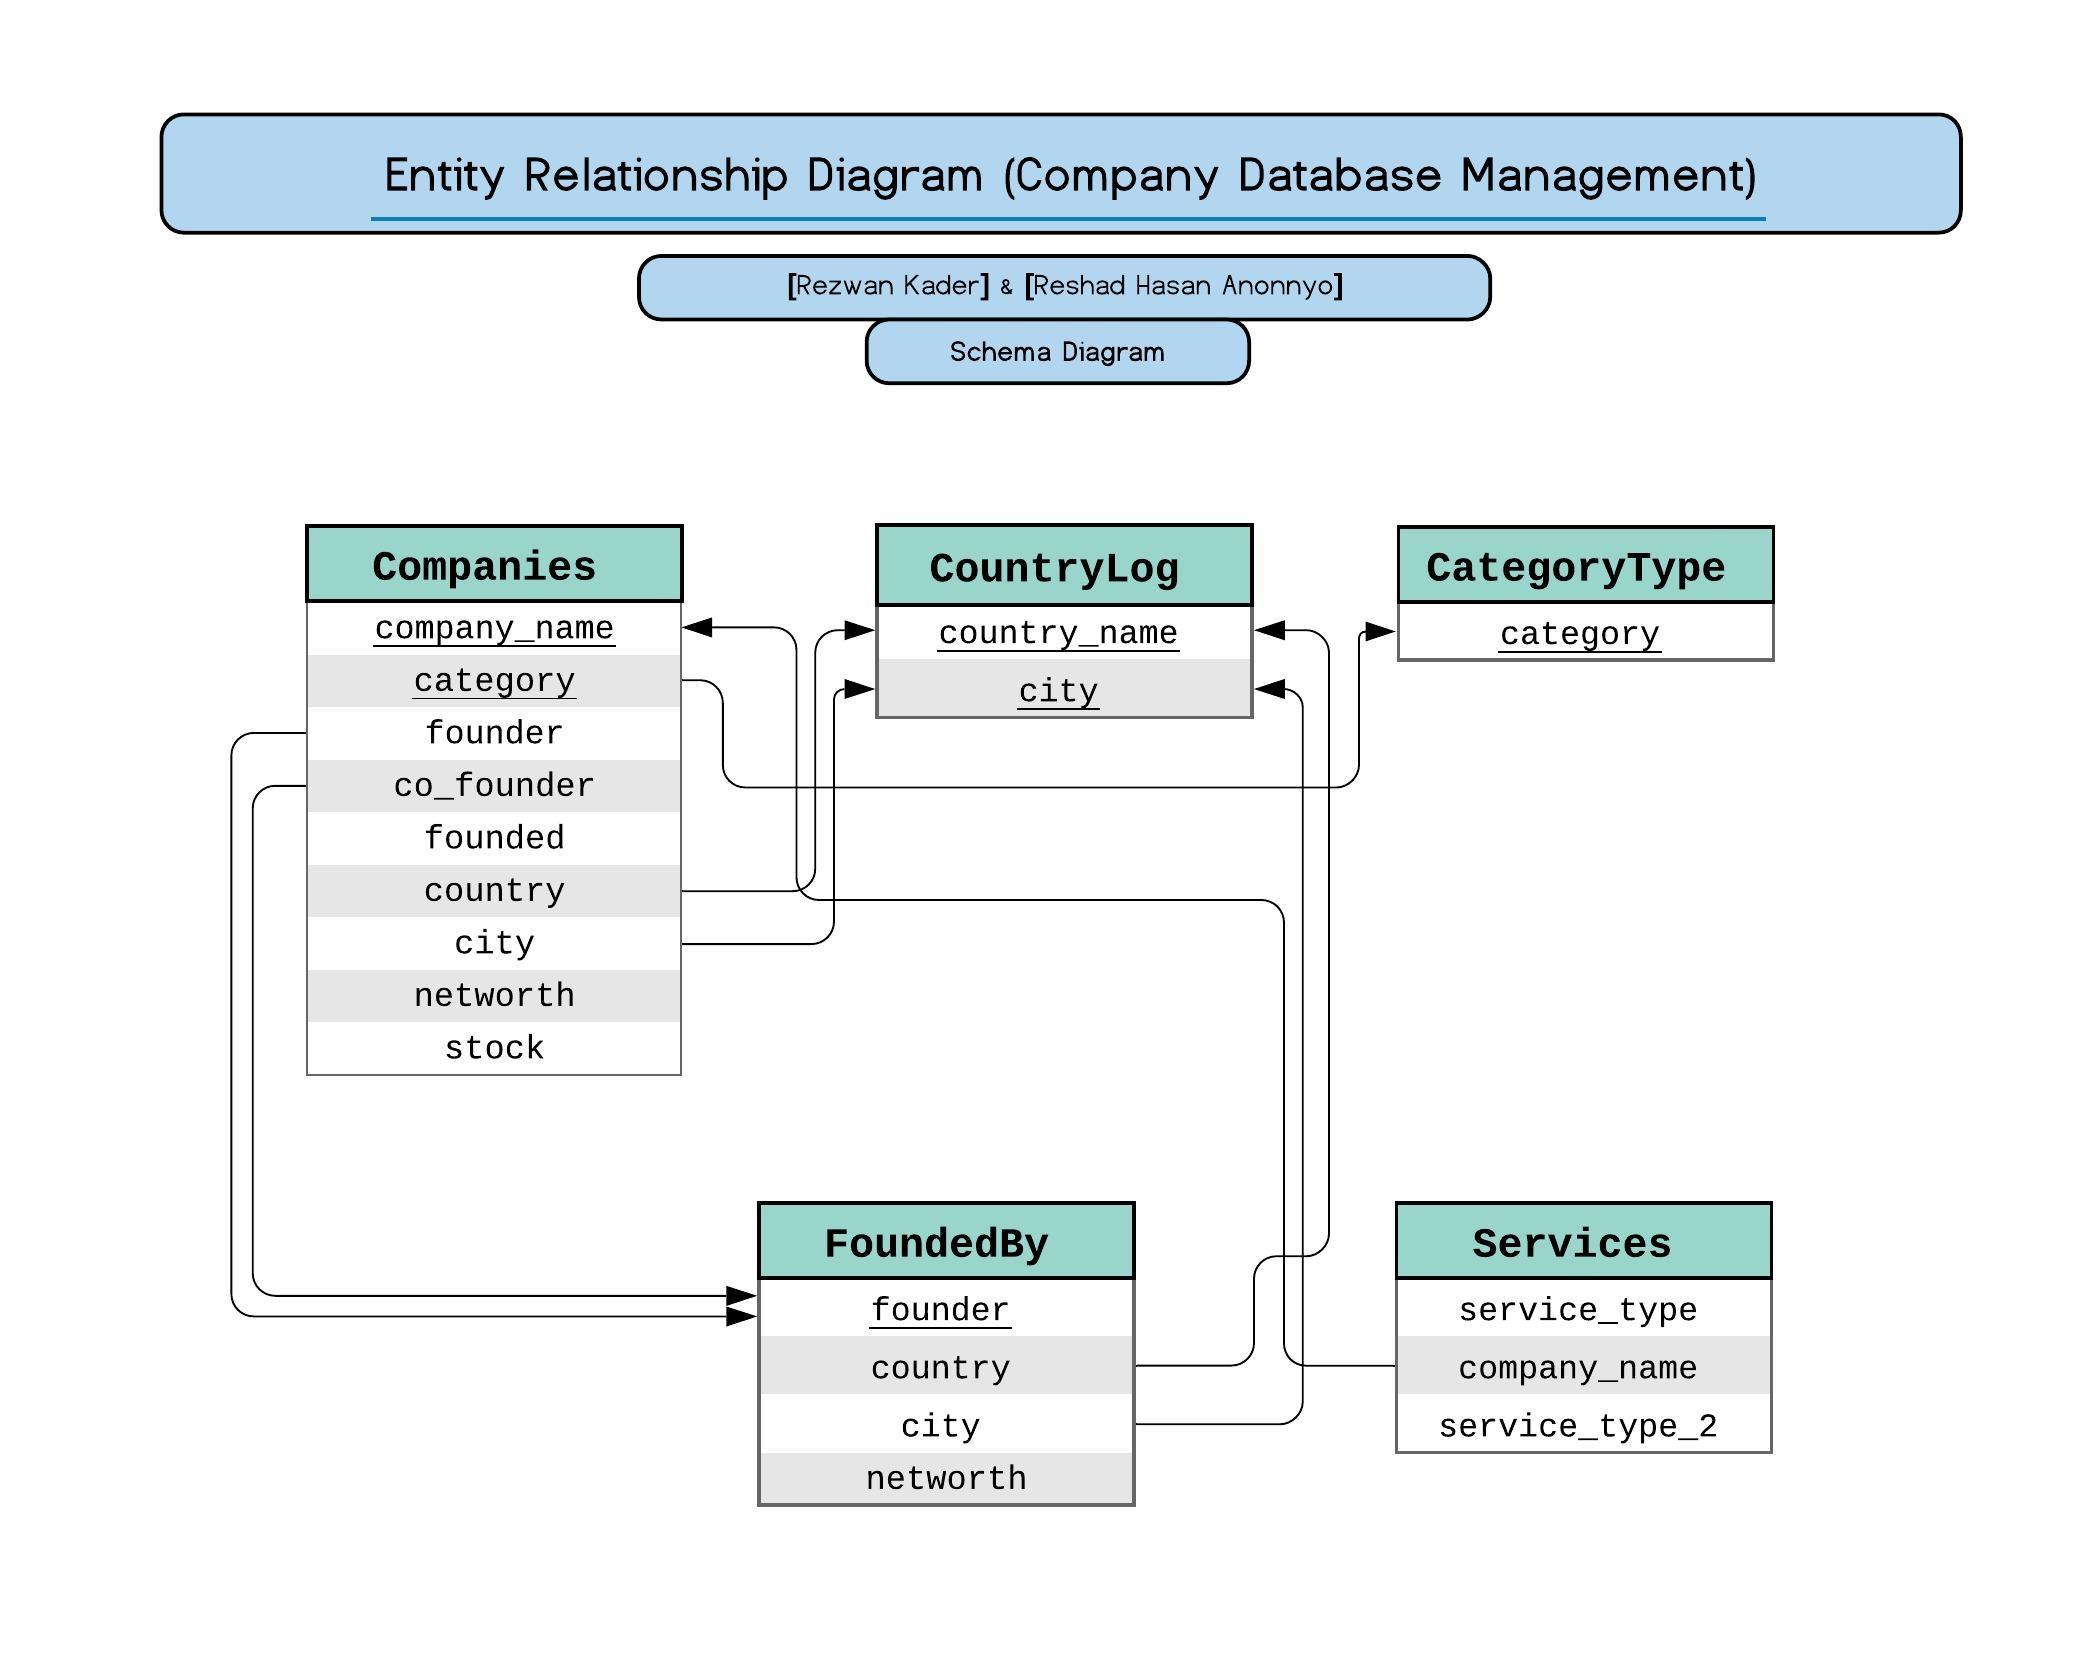 Entity Relationship Diagram (Company Database Management)
[Rezwan Kader] & [Reshad Hasan Anonnyo]
Schema Diagram
Companies
company_name
category
founder
co_founder
founded
country
city
networth
stock
CountryLog
country_name
city
CategoryType
category
FoundedBy
founder
country
city
networth
Services
service_type
company_name
service_type_2